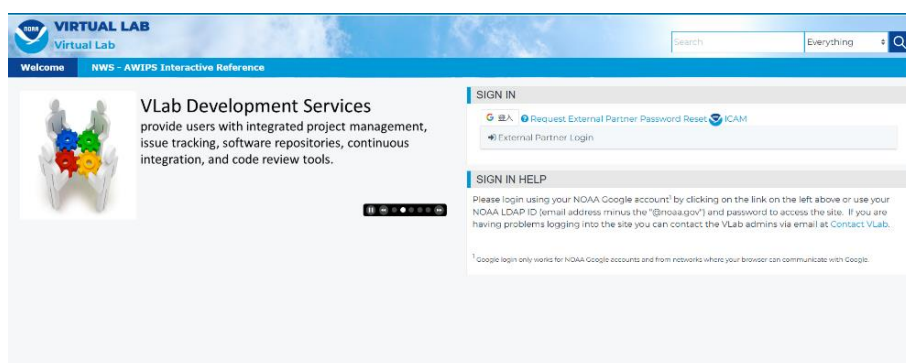 NOAA
VIRTUAL LAB
Virtual Lab
Search
Everything
Welcome
NWS - AWIPS Interactive Reference
VLab Development Services
provide users with integrated project management,
issue tracking, software repositories, continuous
integration, and code review tools.
SIGN IN
G 登入 Request External Partner Password Reset ICAM
External Partner Login
SIGN IN HELP
Please login using your NOAA Google account¹ by clicking on the link on the left above or use your
NOAA LDAP ID (email address minus the "@noaa.gov") and password to access the site. If you are
having problems logging into the site you can contact the VLab admins via email at Contact VLab.
¹ Google login only works for NOAA Google accounts and from networks where your browser can communicate with Google.